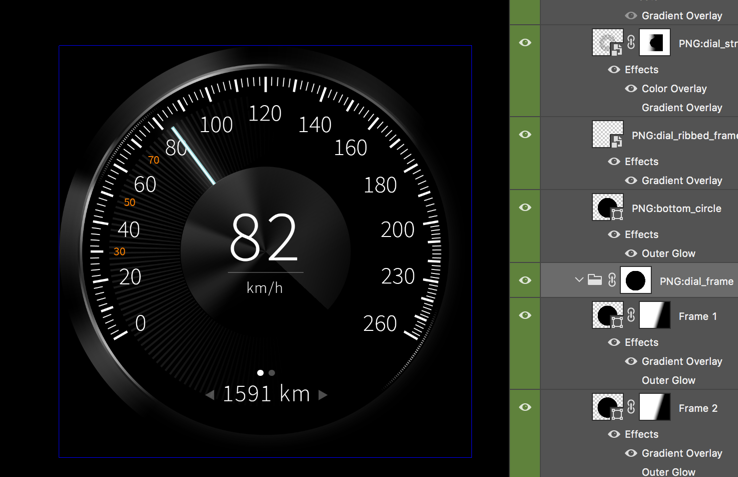 0
20
30
40
50
60
70
80
100
120
140
160
180
200
230
260
82
km/h
1591 km
Gradient Overlay
PNG:dial_str
Effects
Color Overlay
Gradient Overlay
PNG:dial_ribbed_frame
Effects
Gradient Overlay
PNG:bottom_circle
Effects
Outer Glow
PNG:dial_frame
Frame 1
Effects
Gradient Overlay
Outer Glow
Frame 2
Effects
Gradient Overlay
Outer Glow